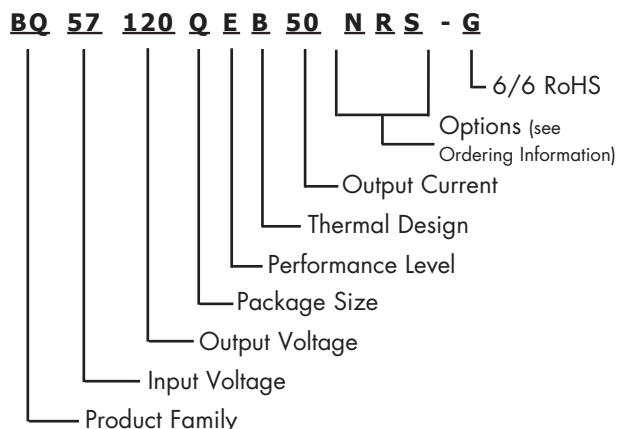 BQ 57 120 Q E B 50 N R S - G
6/6 RoHS
Options (see
Ordering Information)
Output Current
Thermal Design
Performance Level
Package Size
Output Voltage
Input Voltage
Product Family